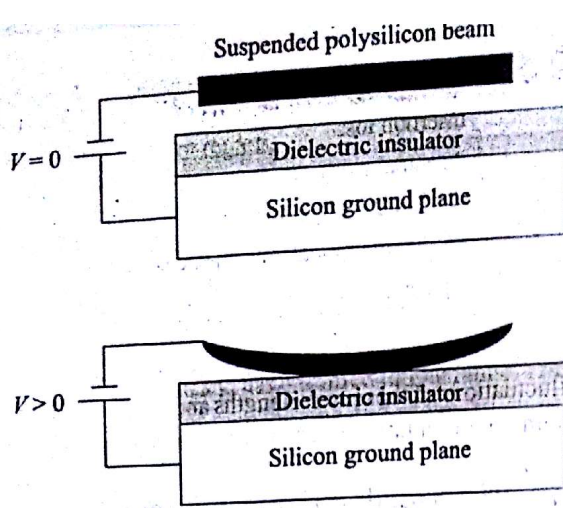 Suspended polysilicon beam
V = 0
Dielectric insulator
Silicon ground plane
V > 0
Dielectric insulator
Silicon ground plane